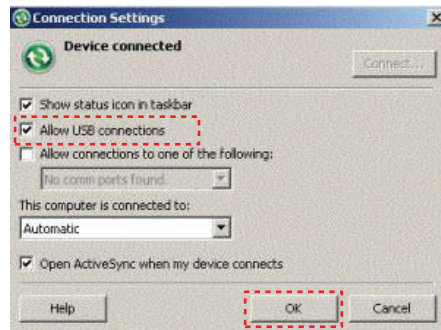 Connection Settings
Device connected
Connect...
Show status icon in taskbar
Allow USB connections
Allow connections to one of the following:
No comm ports found.
This computer is connected to:
Automatic
Open ActiveSync when my device connects
Help OK Cancel